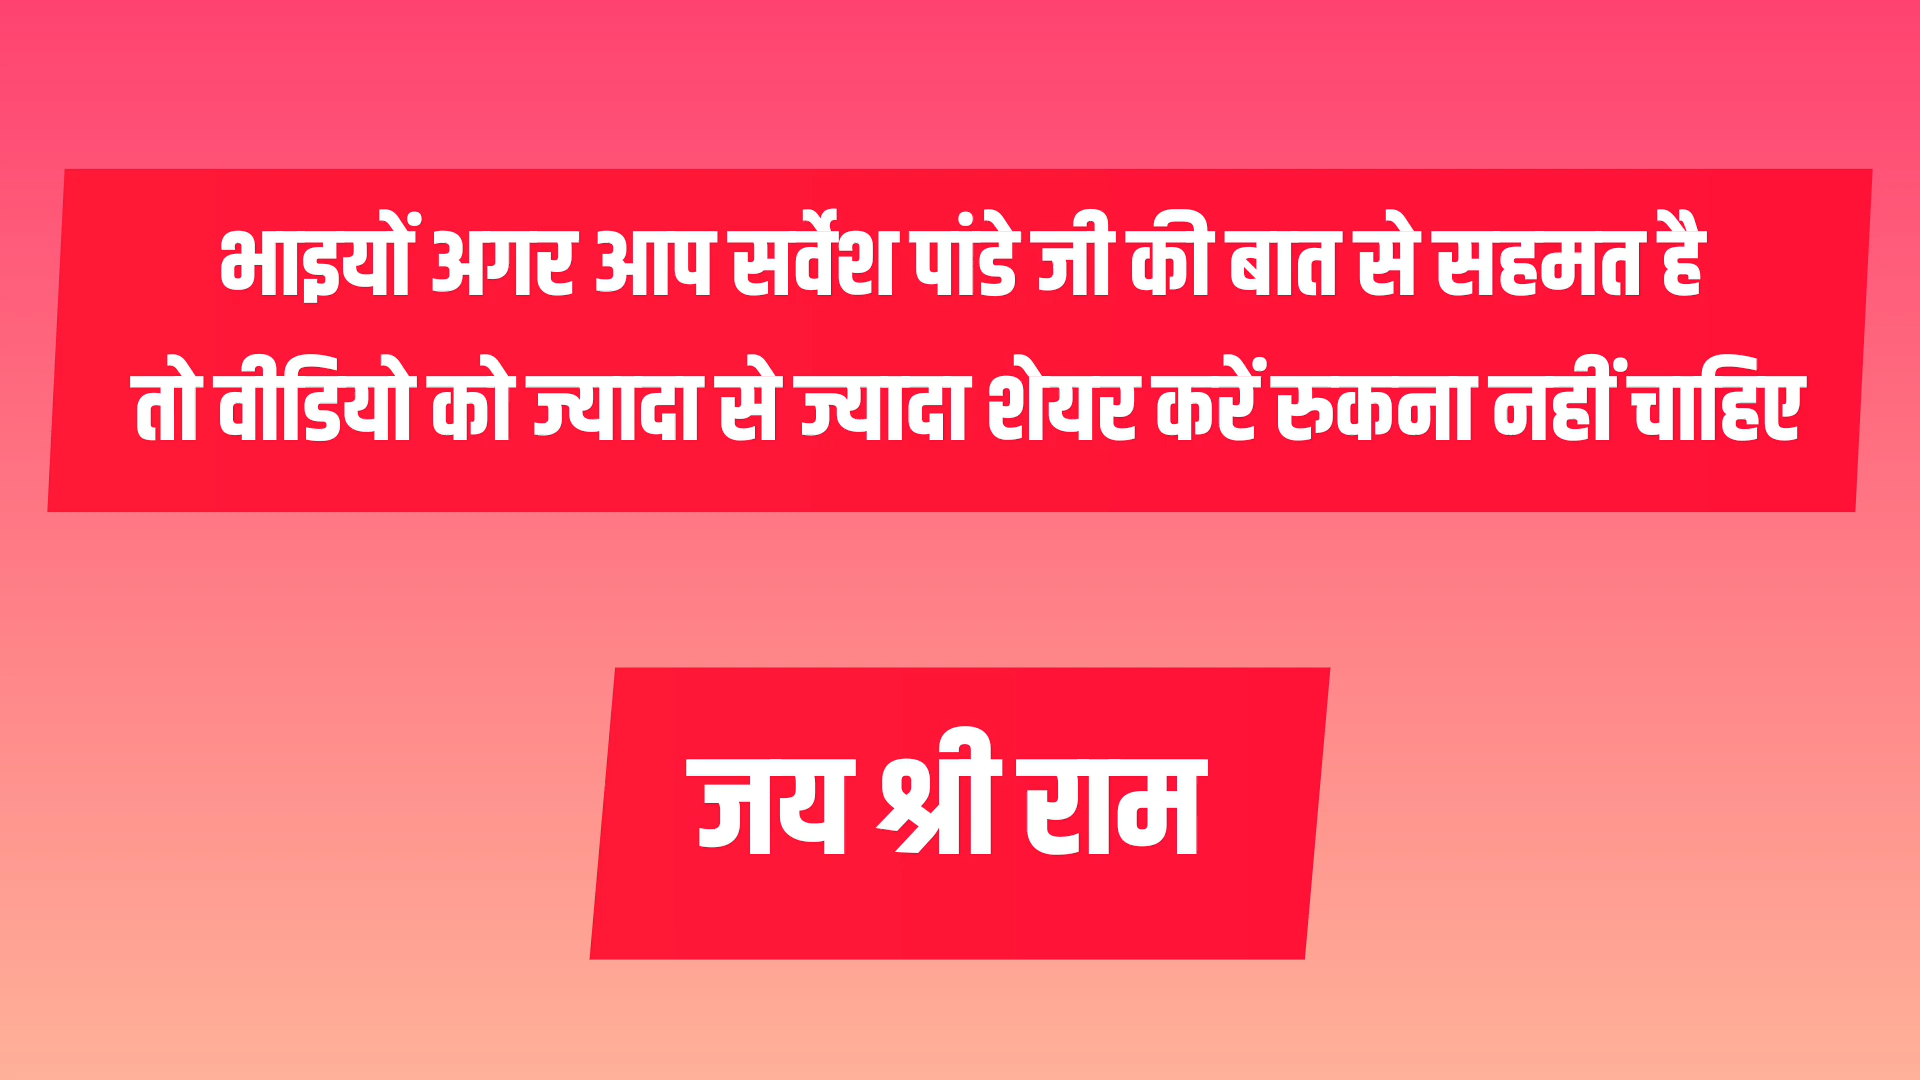 भाइयों अगर आप सर्वेश पांडे जी की बात से सहमत है
तो वीडियो को ज्यादा से ज्यादा शेयर करें रुकना नहीं चाहिए
जय श्री राम